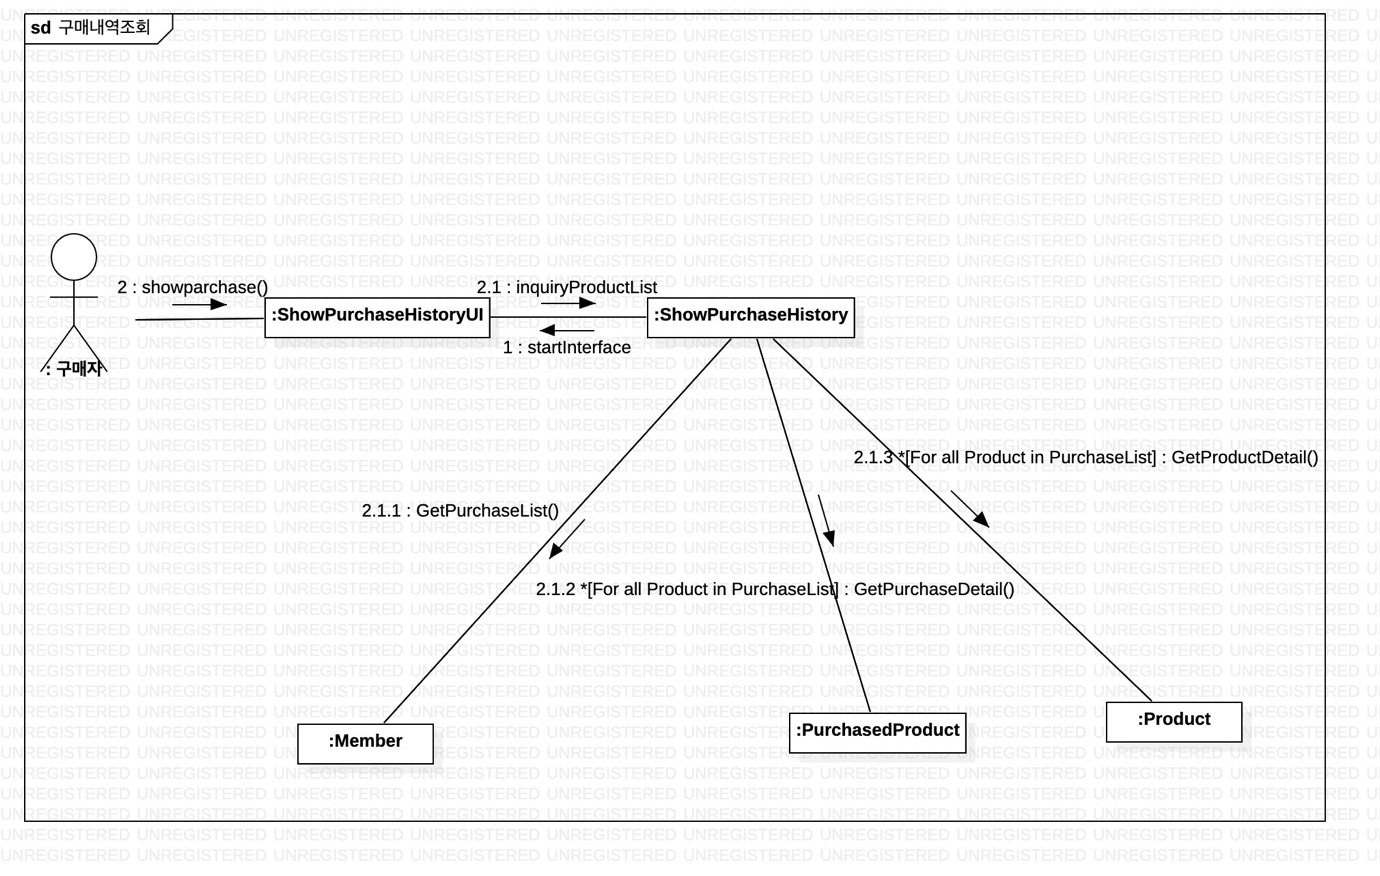 sd 구매내역조회
2 : showparchase()
2.1 : inquiryProductList
:ShowPurchaseHistoryUI
:ShowPurchaseHistory
1 : startInterface
: 구매자
2.1.3 *[For all Product in PurchaseList] : GetProductDetail()
2.1.1 : GetPurchaseList()
2.1.2 *[For all Product in PurchaseList] : GetPurchaseDetail()
:Member
:PurchasedProduct
:Product
UNREGISTERED